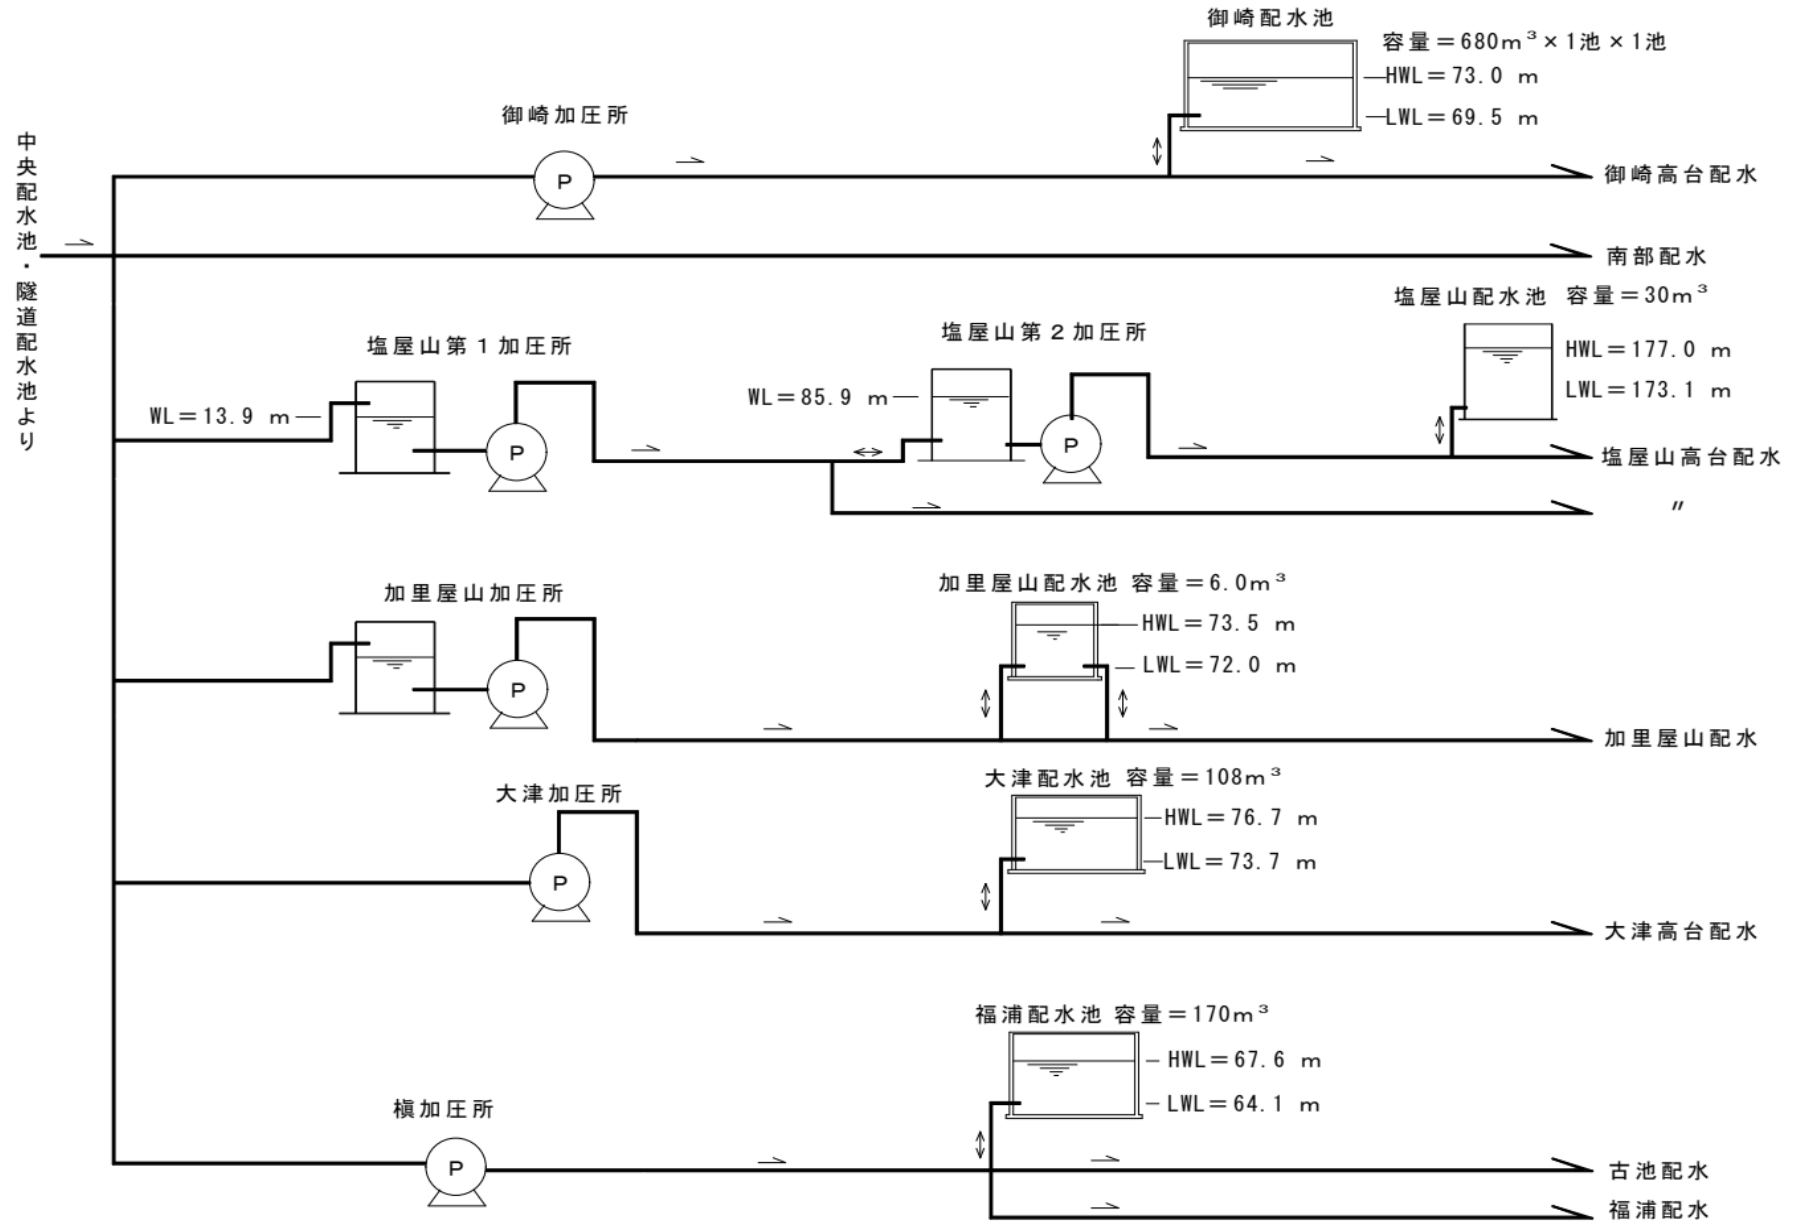 御崎配水池
容量＝680m³×1池×1池
HWL＝73.0 m
LWL＝69.5 m
御崎加圧所
P
御崎高台配水
中央配水池・隧道配水池より
南部配水
塩屋山配水池 容量＝30m³
HWL＝177.0 m
LWL＝173.1 m
塩屋山第１加圧所
WL＝13.9 m
P
塩屋山第２加圧所
WL＝85.9 m
P
塩屋山高台配水
〃
加里屋山加圧所
P
加里屋山配水池 容量＝6.0m³
HWL＝73.5 m
LWL＝72.0 m
加里屋山配水
大津加圧所
P
大津配水池 容量＝108m³
HWL＝76.7 m
LWL＝73.7 m
大津高台配水
福浦配水池 容量＝170m³
HWL＝67.6 m
LWL＝64.1 m
槇加圧所
P
古池配水
福浦配水